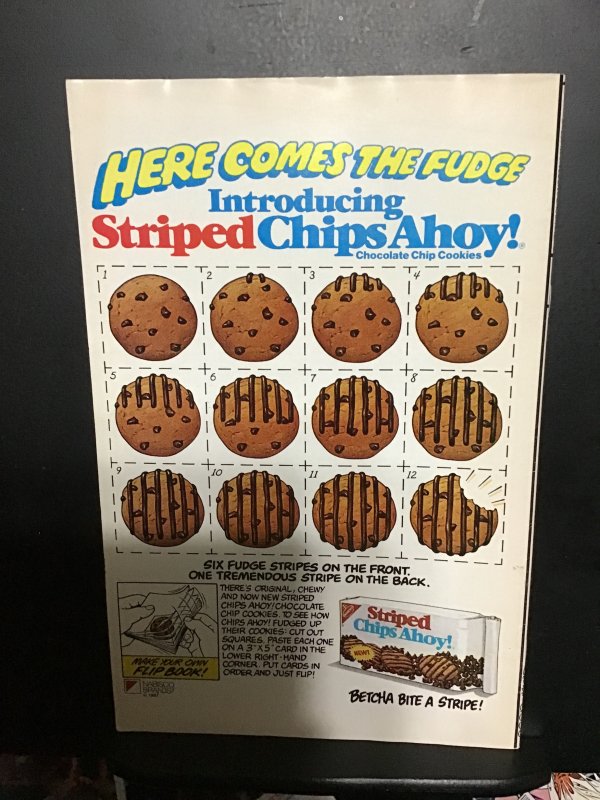 HERE COMES THE FUDGE
Introducing
Striped Chips Ahoy!®
Chocolate Chip Cookies
1 2 3 4
5 6 7 8
9 10 11 12
SIX FUDGE STRIPES ON THE FRONT.
ONE TREMENDOUS STRIPE ON THE BACK.
THERE'S ORIGINAL, CHEWY
AND NOW NEW STRIPED
CHIPS AHOY! CHOCOLATE
CHIP COOKIES. TO SEE HOW
CHIPS AHOY! FUDGED UP
THEIR COOKIES: CUT OUT
SQUARES. PASTE EACH ONE
ON A 3"X5" CARD IN THE
LOWER RIGHT-HAND
CORNER. PUT CARDS IN
ORDER AND JUST FLIP!
MAKE YOUR OWN
FLIP BOOK!
NABISCO
BRANDS
© 1987
Striped
Chips Ahoy!
NEW!
BETCHA BITE A STRIPE!